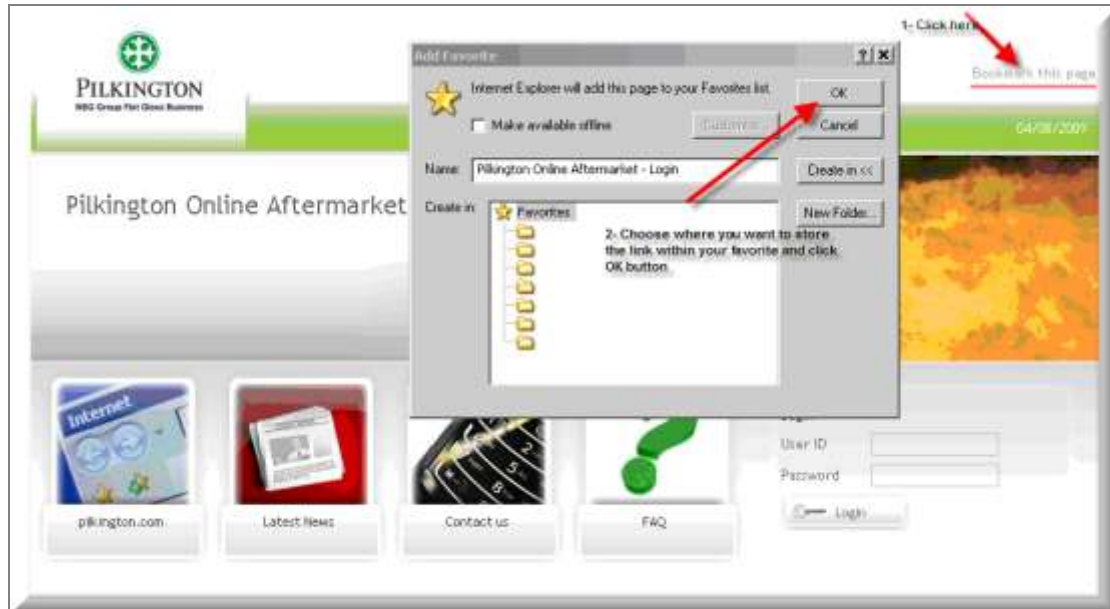 1- Click here
Bookmark this page
PILKINGTON
NSG Group Flat Glass Business
04/08/2009
Add Favorite
Internet Explorer will add this page to your Favorites list.
OK
Make available offline
Customize...
Cancel
Name:
Pilkington Online Aftermarket - Login
Create in <<
Pilkington Online Aftermarket
Create in:
Favorites
New Folder...
2- Choose where you want to store
the link within your favorite and click
OK button.
Internet
User ID
Password
Login
pilkington.com
Latest News
Contact us
FAQ